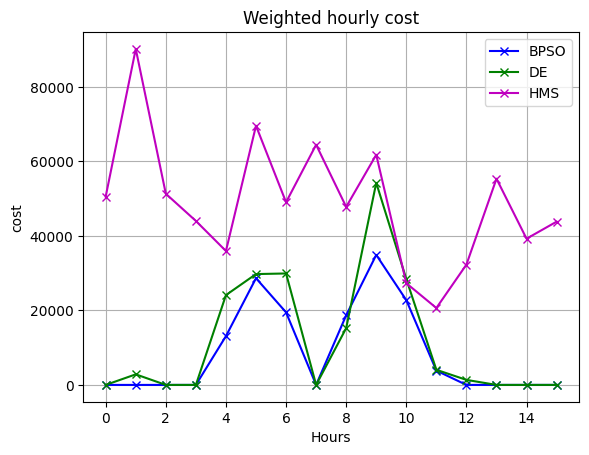 Weighted hourly cost
BPSO
DE
HMS
80000
60000
40000
20000
0
cost
0 2 4 6 8 10 12 14
Hours